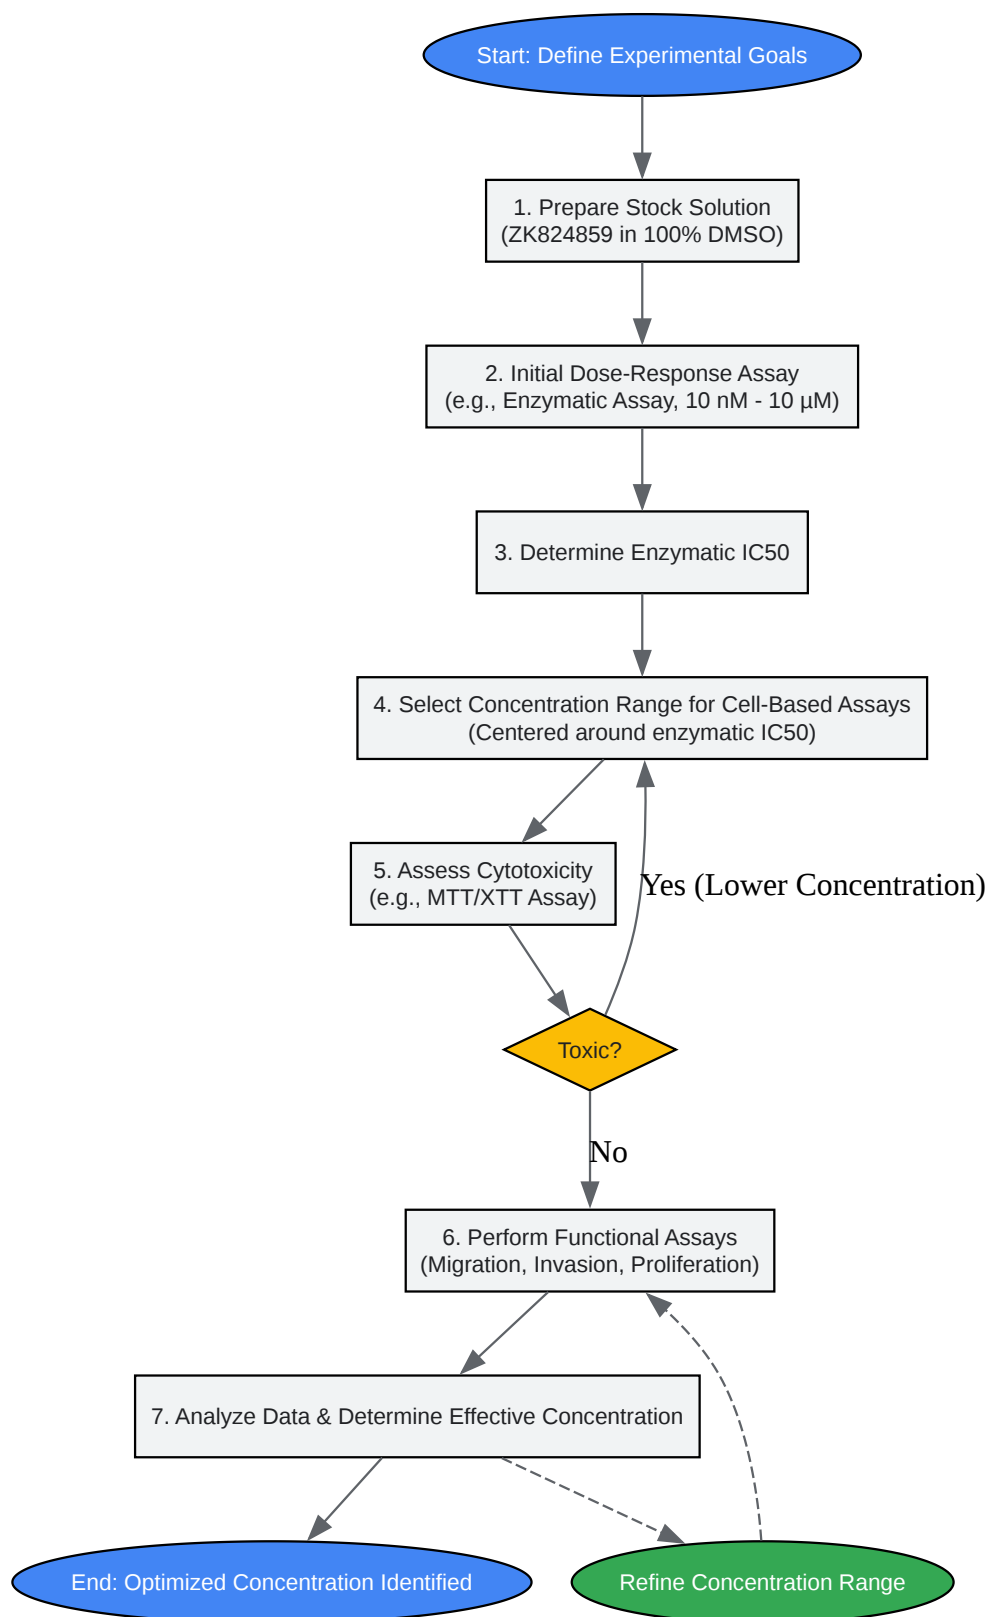 Start: Define Experimental Goals
1. Prepare Stock Solution
(ZK824859 in 100% DMSO)
2. Initial Dose-Response Assay
(e.g., Enzymatic Assay, 10 nM - 10 µM)
3. Determine Enzymatic IC50
4. Select Concentration Range for Cell-Based Assays
(Centered around enzymatic IC50)
5. Assess Cytotoxicity
(e.g., MTT/XTT Assay)
Yes (Lower Concentration)
Toxic?
No
6. Perform Functional Assays
(Migration, Invasion, Proliferation)
7. Analyze Data & Determine Effective Concentration
End: Optimized Concentration Identified
Refine Concentration Range